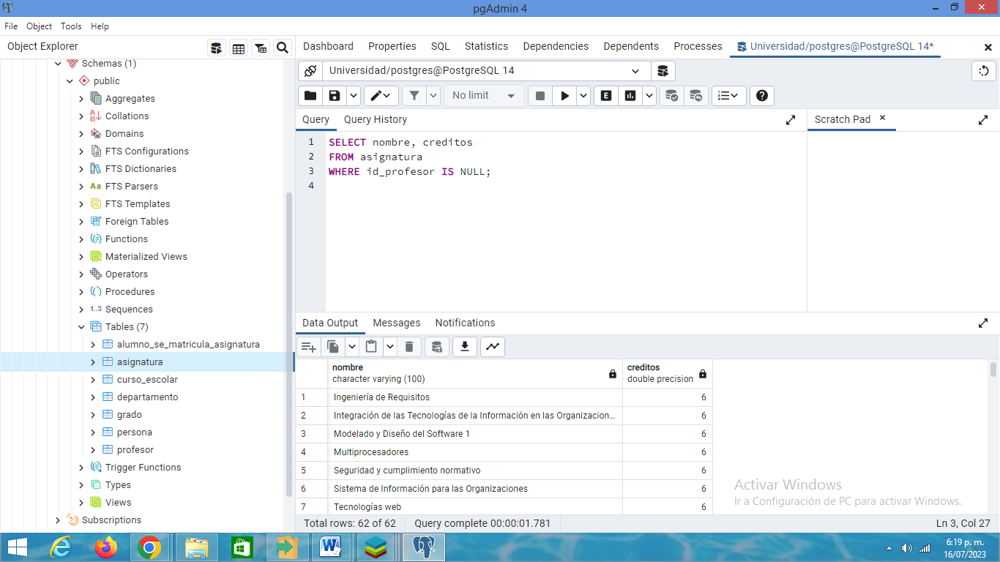 pgAdmin 4
File Object Tools Help
Object Explorer
Dashboard Properties SQL Statistics Dependencies Dependents Processes Universidad/postgres@PostgreSQL 14*
Schemas (1)
public
Aggregates
Collations
Domains
FTS Configurations
FTS Dictionaries
Aa FTS Parsers
FTS Templates
Foreign Tables
Functions
Materialized Views
Operators
Procedures
1..3 Sequences
Tables (7)
alumno_se_matricula_asignatura
asignatura
curso_escolar
departamento
grado
persona
profesor
Trigger Functions
Types
Views
Subscriptions
Universidad/postgres@PostgreSQL 14
No limit
E
Query Query History
Scratch Pad
1 SELECT nombre, creditos
2 FROM asignatura
3 WHERE id_profesor IS NULL;
4
Data Output Messages Notifications
nombre creditos
character varying (100) double precision
1 Ingeniería de Requisitos 6
2 Integración de las Tecnologías de la Información en las Organizacion... 6
3 Modelado y Diseño del Software 1 6
4 Multiprocesadores 6
5 Seguridad y cumplimiento normativo 6
6 Sistema de Información para las Organizaciones 6
7 Tecnologías web 6
Activar Windows
Ir a Configuración de PC para activar Windows.
Total rows: 62 of 62 Query complete 00:00:01.781 Ln 3, Col 27
6:19 p. m.
16/07/2023